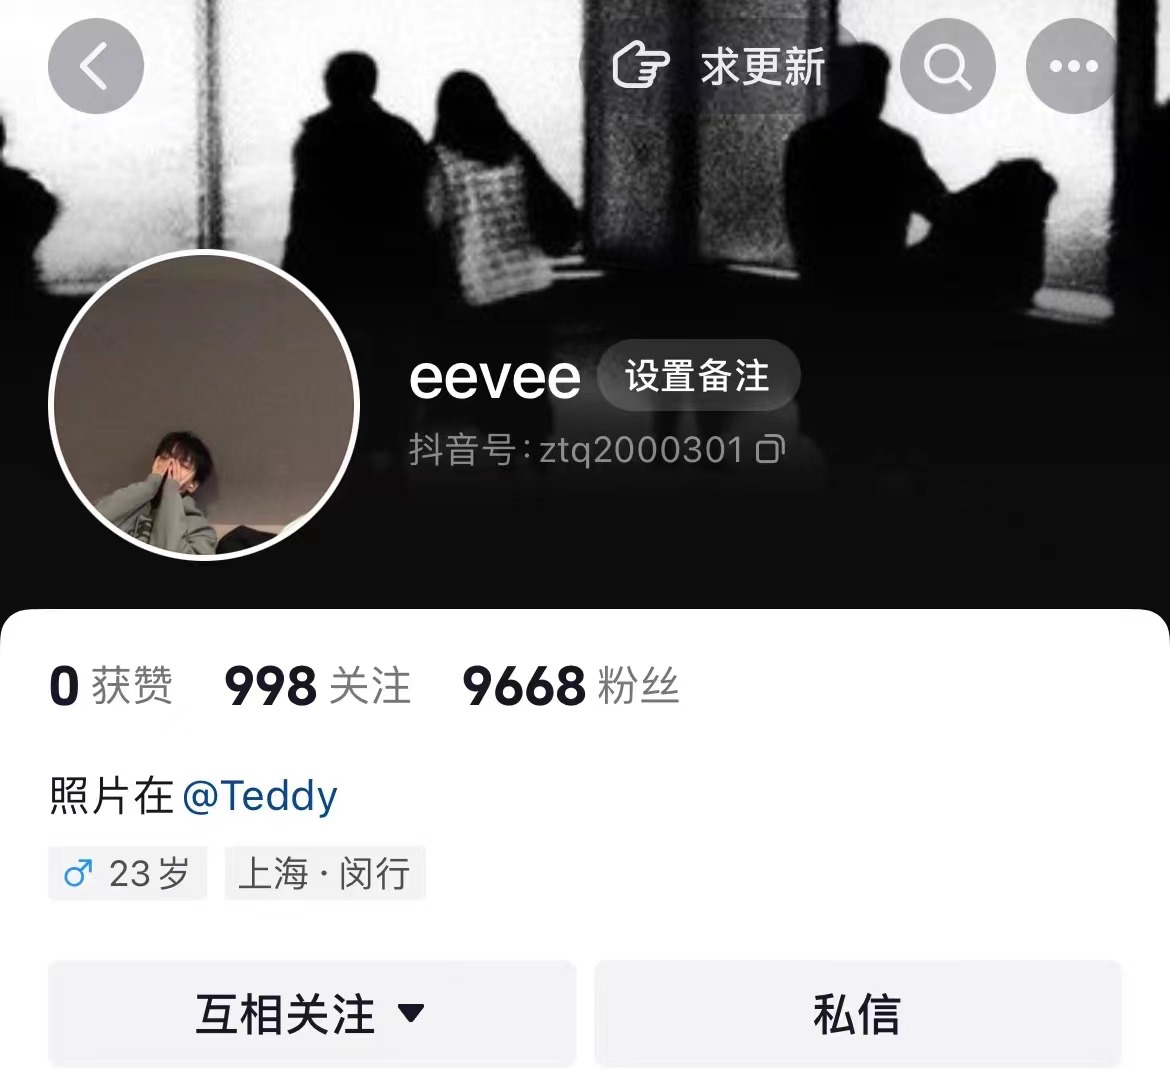 求更新
eevee 设置备注
抖音号:ztq2000301
0 获赞 998 关注 9668 粉丝
照片在@Teddy
♂ 23岁 上海·闵行
互相关注 私信